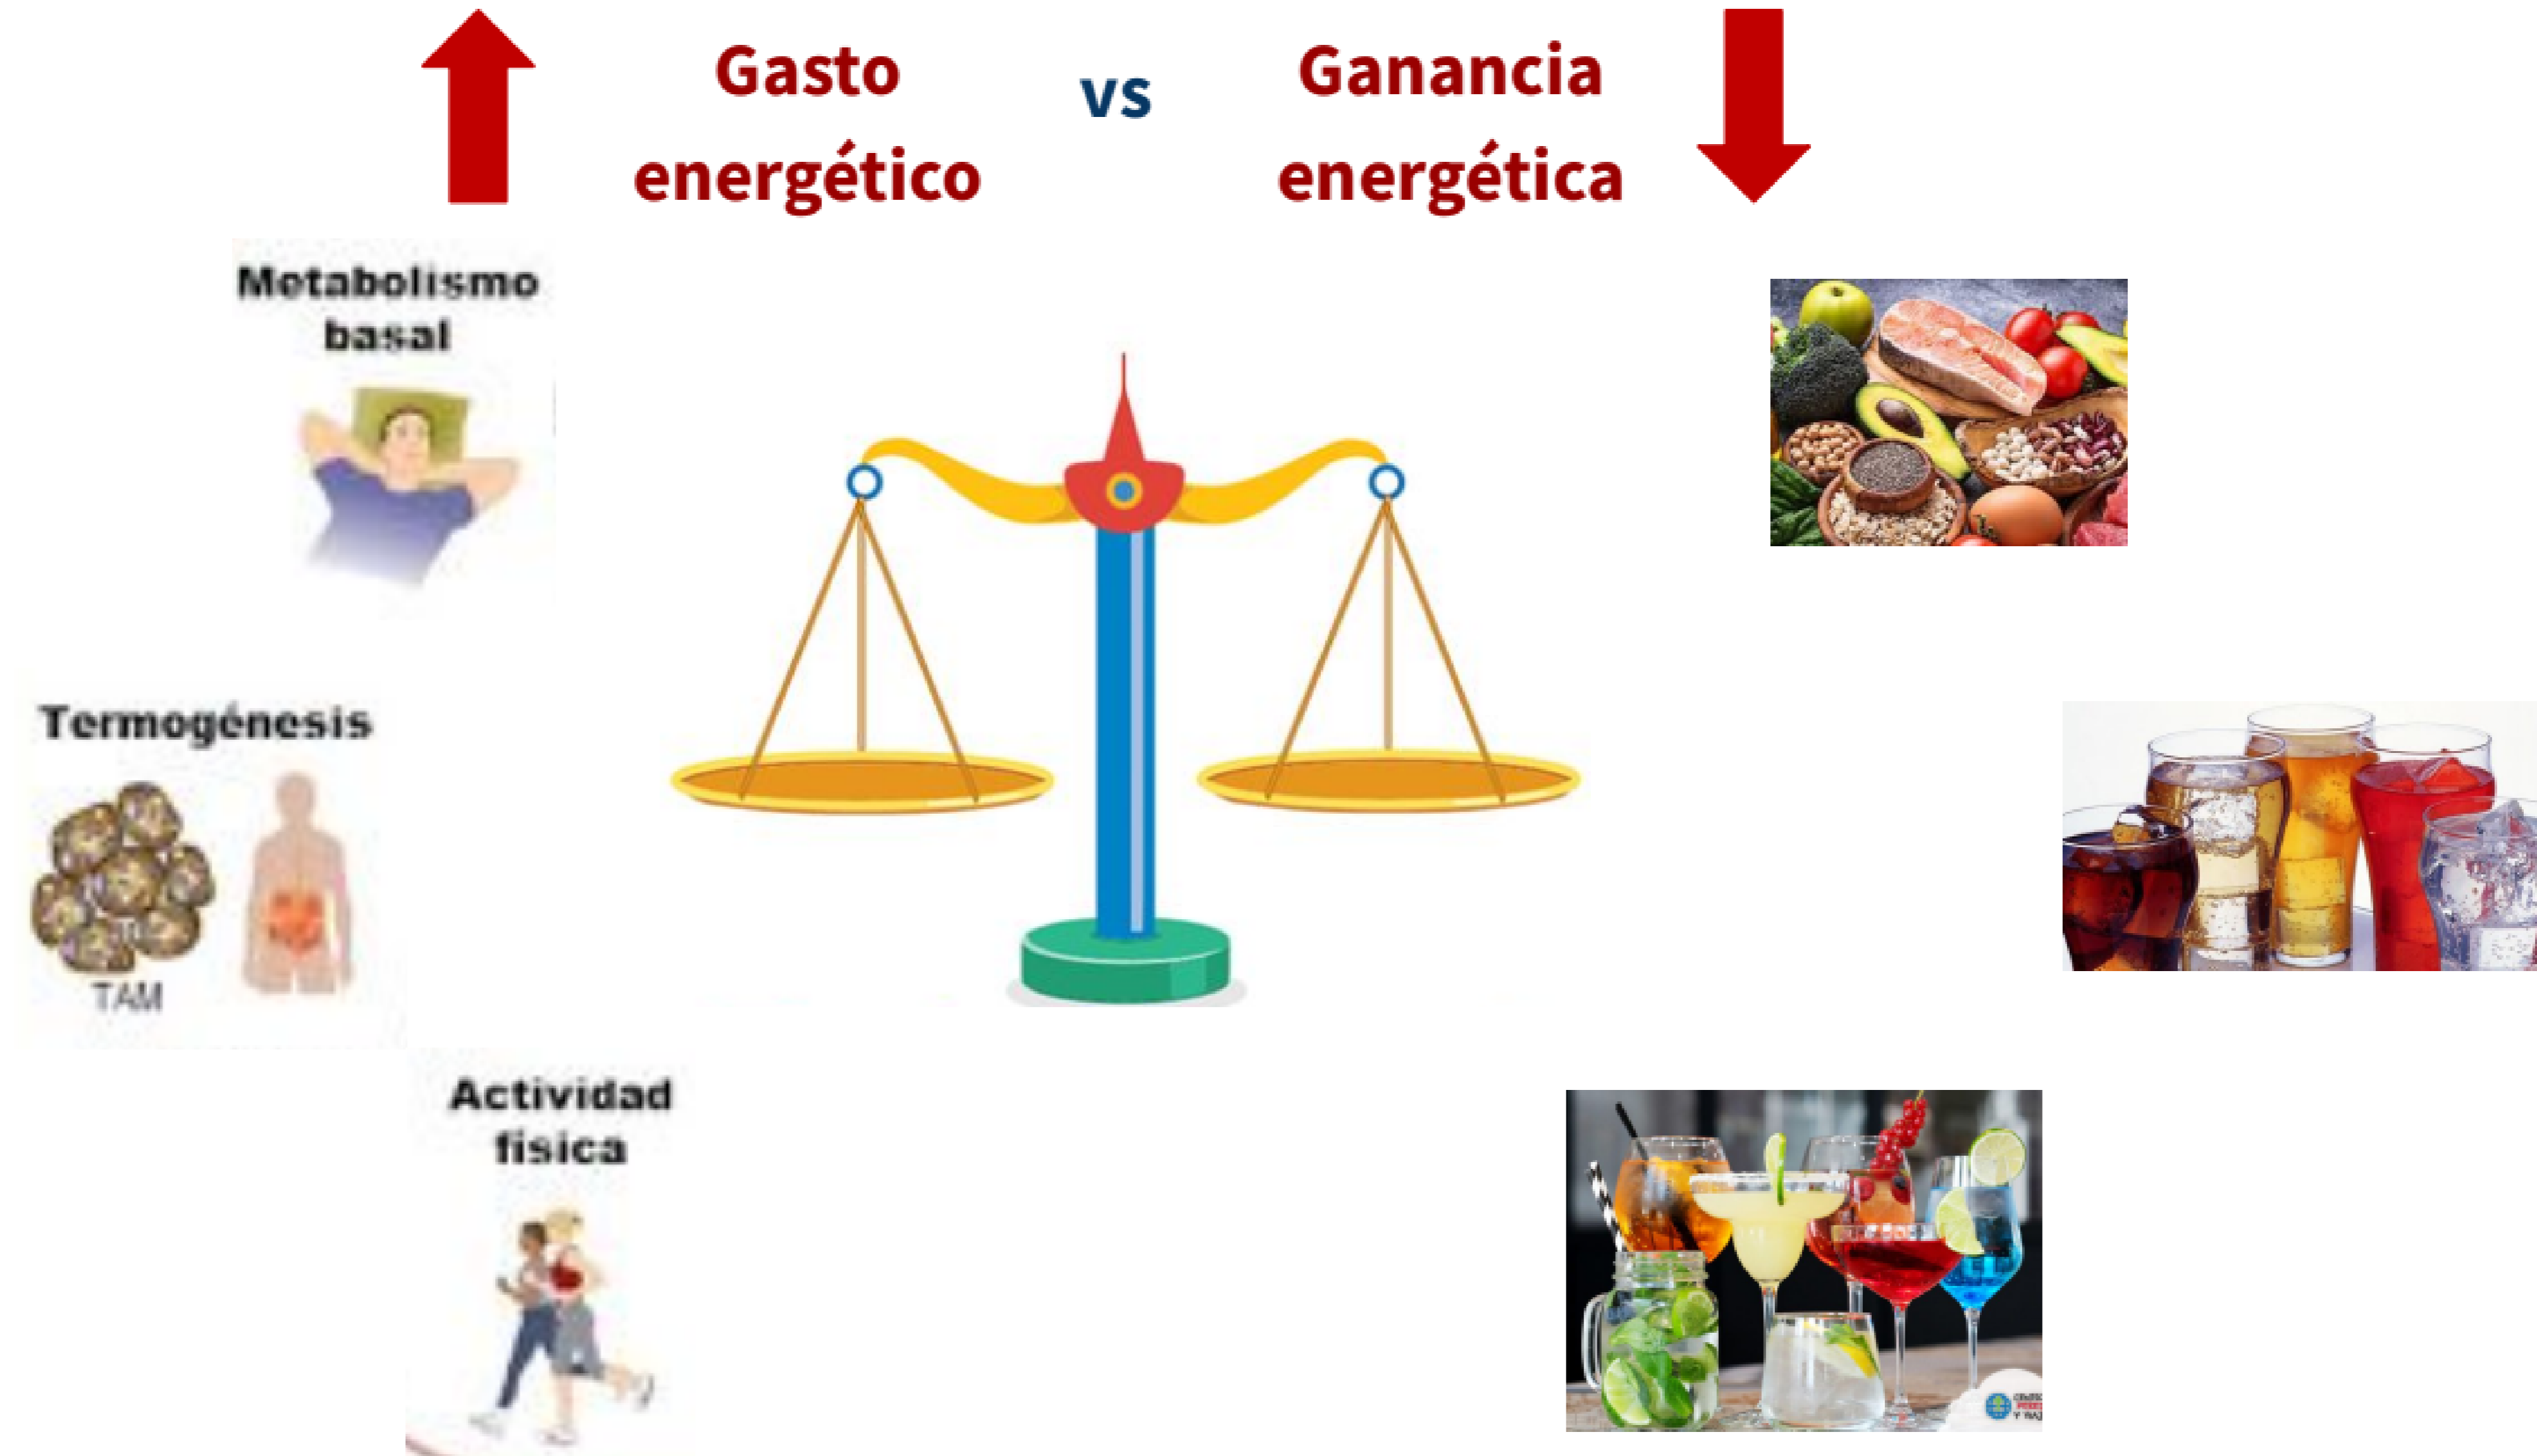 Gasto
energético
vs
Ganancia
energética
Metabolismo
basal
Termogénesis
TAM
Actividad
física